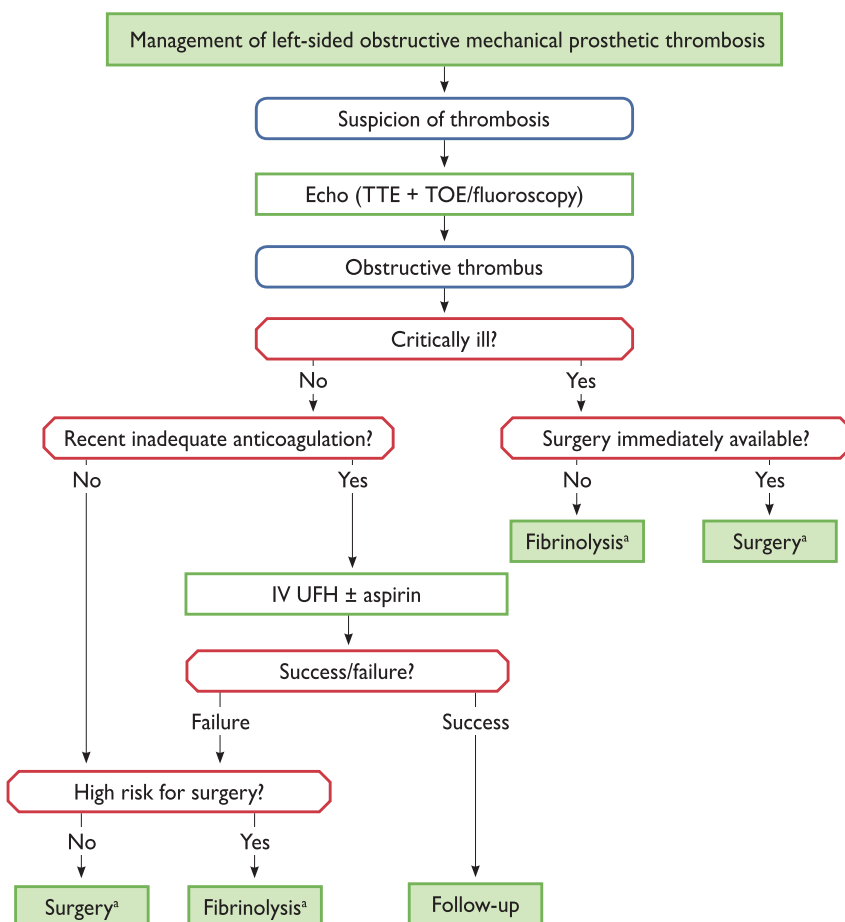 Management of left-sided obstructive mechanical prosthetic thrombosis
Suspicion of thrombosis
Echo (TTE + TOE/fluoroscopy)
Obstructive thrombus
Critically ill?
No
Yes
Recent inadequate anticoagulation?
Surgery immediately available?
No
Yes
No
Yes
Fibrinolysisᵃ
Surgeryᵃ
IV UFH ± aspirin
Success/failure?
Failure
Success
High risk for surgery?
No
Yes
Surgeryᵃ
Fibrinolysisᵃ
Follow-up